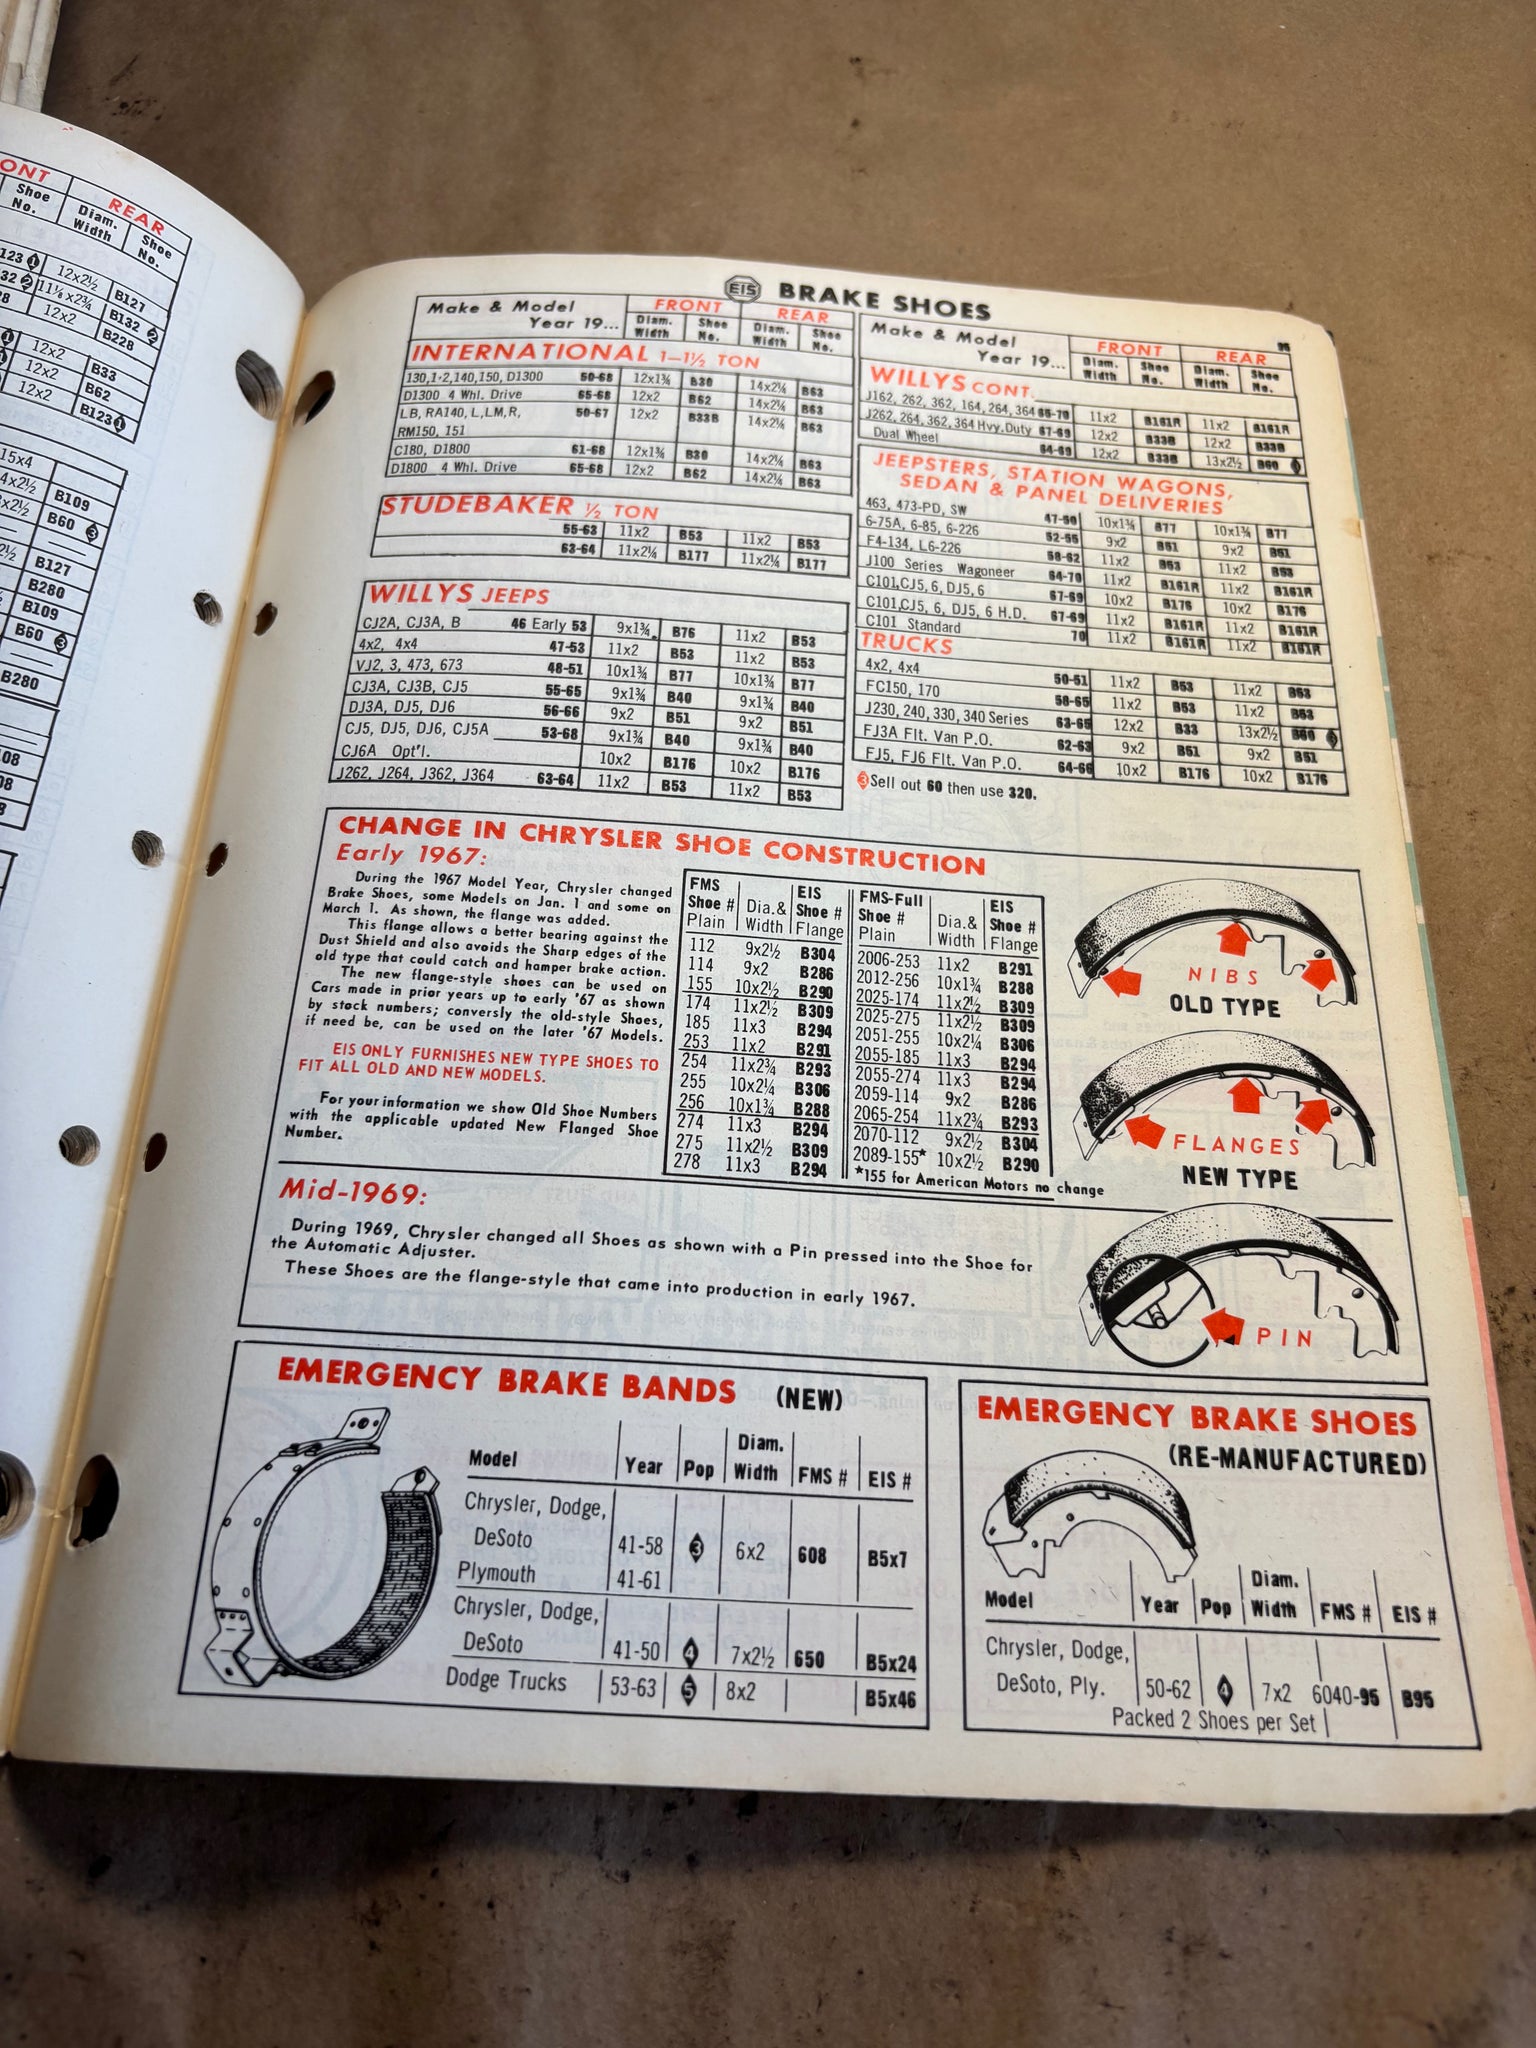 ONT
REAR
Shoe No.
Diam. Width
Shoe No.
123 1 12x2½ B127
32 2 11⅛x2¾ B132 2
28 12x2 B228
1 12x2 B33
12x2 B62
12x2 B123 1
15x4 B109
4x2½ B60 3
x2½
B127
2½ B280
B109
B60 3
B280
108
08
EIS BRAKE SHOES
Make & Model Year 19...
FRONT
REAR
Diam. Width
Shoe No.
Diam. Width
Shoe No.
INTERNATIONAL 1–1½ TON
130,1-2,140,150, D1300 50-68 12x1¾ B30 14x2¼ B63
D1300 4 Whl. Drive 65-68 12x2 B62 14x2¼ B63
LB, RA140, L,LM,R, 50-67 12x2 B33B 14x2¼ B63
RM150, 151
C180, D1800 61-68 12x1¾ B30 14x2¼ B63
D1800 4 Whl. Drive 65-68 12x2 B62 14x2¼ B63
STUDEBAKER ½ TON
55-63 11x2 B53 11x2 B53
63-64 11x2¼ B177 11x2¼ B177
WILLYS JEEPS
CJ2A, CJ3A, B 46 Early 53 9x1¾ B76 11x2 B53
4x2, 4x4 47-53 11x2 B53 11x2 B53
VJ2, 3, 473, 673 48-51 10x1¾ B77 10x1¾ B77
CJ3A, CJ3B, CJ5 55-65 9x1¾ B40 9x1¾ B40
DJ3A, DJ5, DJ6 56-66 9x2 B51 9x2 B51
CJ5, DJ5, DJ6, CJ5A 53-68 9x1¾ B40 9x1¾ B40
CJ6A Opt'l. 10x2 B176 10x2 B176
J262, J264, J362, J364 63-64 11x2 B53 11x2 B53
Make & Model Year 19...
FRONT
REAR
Diam. Width
Shoe No.
Diam. Width
Shoe No.
WILLYS CONT.
J162, 262, 362, 164, 264, 364 65-70 11x2 B161R 11x2 B161R
J262, 264, 362, 364 Hvy.Duty 67-69 12x2 B33B 12x2 B33B
Dual Wheel 64-69 12x2 B33B 13x2½ B60 3
JEEPSTERS, STATION WAGONS,
SEDAN & PANEL DELIVERIES
463, 473-PD, SW 47-50 10x1¾ B77 10x1¾ B77
6-75A, 6-85, 6-226 52-55 9x2 B51 9x2 B51
F4-134, L6-226 58-62 11x2 B53 11x2 B53
J100 Series Wagoneer 64-70 11x2 B161R 11x2 B161R
C101,CJ5, 6, DJ5, 6 67-69 10x2 B176 10x2 B176
C101,CJ5, 6, DJ5, 6 H.D. 67-69 11x2 B161R 11x2 B161R
C101 Standard 70 11x2 B161R 11x2 B161R
TRUCKS
4x2, 4x4 50-51 11x2 B53 11x2 B53
FC150, 170 58-65 11x2 B53 11x2 B53
J230, 240, 330, 340 Series 63-65 12x2 B33 13x2½ B60 3
FJ3A Flt. Van P.O. 62-63 9x2 B51 9x2 B51
FJ5, FJ6 Flt. Van P.O. 64-66 10x2 B176 10x2 B176
3 Sell out 60 then use 320.
CHANGE IN CHRYSLER SHOE CONSTRUCTION
Early 1967:
During the 1967 Model Year, Chrysler changed
Brake Shoes, some Models on Jan. 1 and some on
March 1. As shown, the flange was added.
This flange allows a better bearing against the
Dust Shield and also avoids the Sharp edges of the
old type that could catch and hamper brake action.
The new flange-style shoes can be used on
Cars made in prior years up to early '67 as shown
by stock numbers; conversly the old-style Shoes,
if need be, can be used on the later '67 Models.
EIS ONLY FURNISHES NEW TYPE SHOES TO
FIT ALL OLD AND NEW MODELS.
For your information we show Old Shoe Numbers
with the applicable updated New Flanged Shoe
Number.
FMS Shoe # Plain
Dia.& Width
EIS Shoe # Flange
112 9x2½ B304
114 9x2 B286
155 10x2½ B290
174 11x2½ B309
185 11x3 B294
253 11x2 B291
254 11x2¾ B293
255 10x2¼ B306
256 10x1¾ B288
274 11x3 B294
275 11x2½ B309
278 11x3 B294
FMS-Full Shoe # Plain
Dia.& Width
EIS Shoe # Flange
2006-253 11x2 B291
2012-256 10x1¾ B288
2025-174 11x2½ B309
2025-275 11x2½ B309
2051-255 10x2¼ B306
2055-185 11x3 B294
2055-274 11x3 B294
2059-114 9x2 B286
2065-254 11x2¾ B293
2070-112 9x2½ B304
2089-155* 10x2½ B290
*155 for American Motors no change
NIBS
OLD TYPE
FLANGES
NEW TYPE
PIN
Mid-1969:
During 1969, Chrysler changed all Shoes as shown with a Pin pressed into the Shoe for
the Automatic Adjuster.
These Shoes are the flange-style that came into production in early 1967.
EMERGENCY BRAKE BANDS (NEW)
Model Year Pop Diam. Width FMS # EIS #
Chrysler, Dodge,
DeSoto 41-58 3 6x2 608 B5x7
Plymouth 41-61
Chrysler, Dodge,
DeSoto 41-50 4 7x2½ 650 B5x24
Dodge Trucks 53-63 5 8x2 B5x46
EMERGENCY BRAKE SHOES
(RE-MANUFACTURED)
Model Year Pop Diam. Width FMS # EIS #
Chrysler, Dodge,
DeSoto, Ply. 50-62 4 7x2 6040-95 B95
Packed 2 Shoes per Set